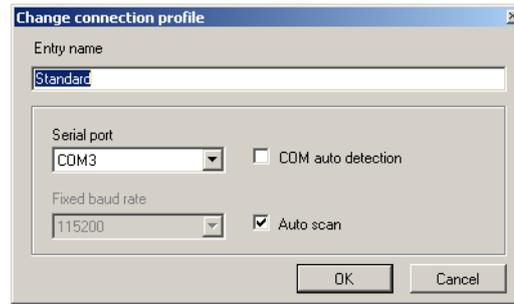 Change connection profile
Entry name
Standard
Serial port
COM3
COM auto detection
Fixed baud rate
115200
Auto scan
OK
Cancel